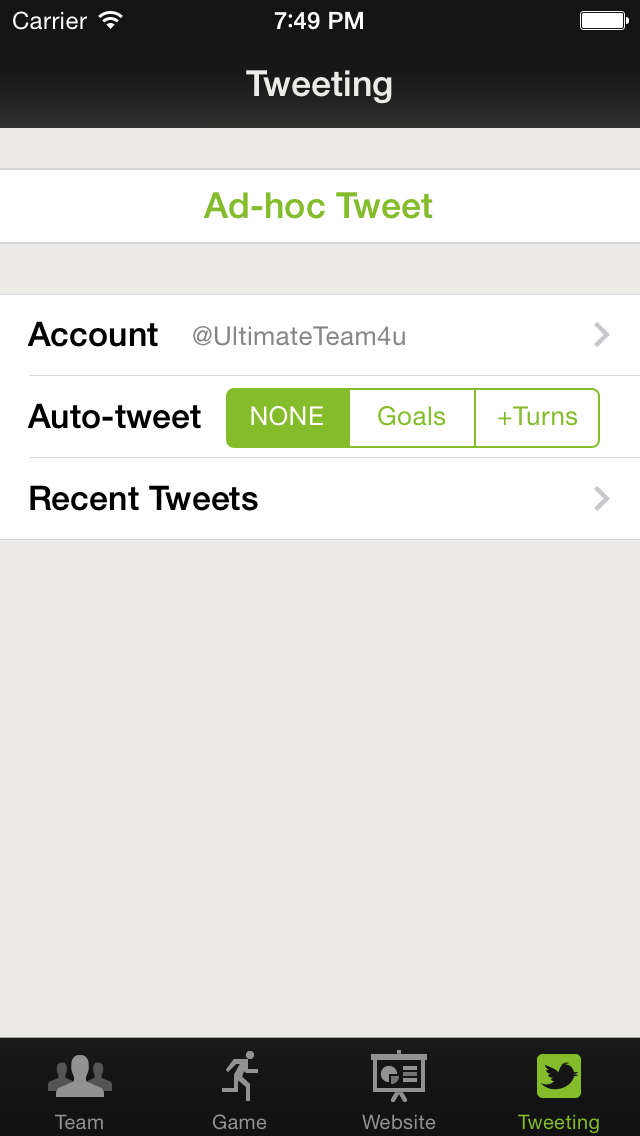 Carrier 7:49 PM
Tweeting
Ad-hoc Tweet
Account @UltimateTeam4u
Auto-tweet NONE Goals +Turns
Recent Tweets
Team Game Website Tweeting